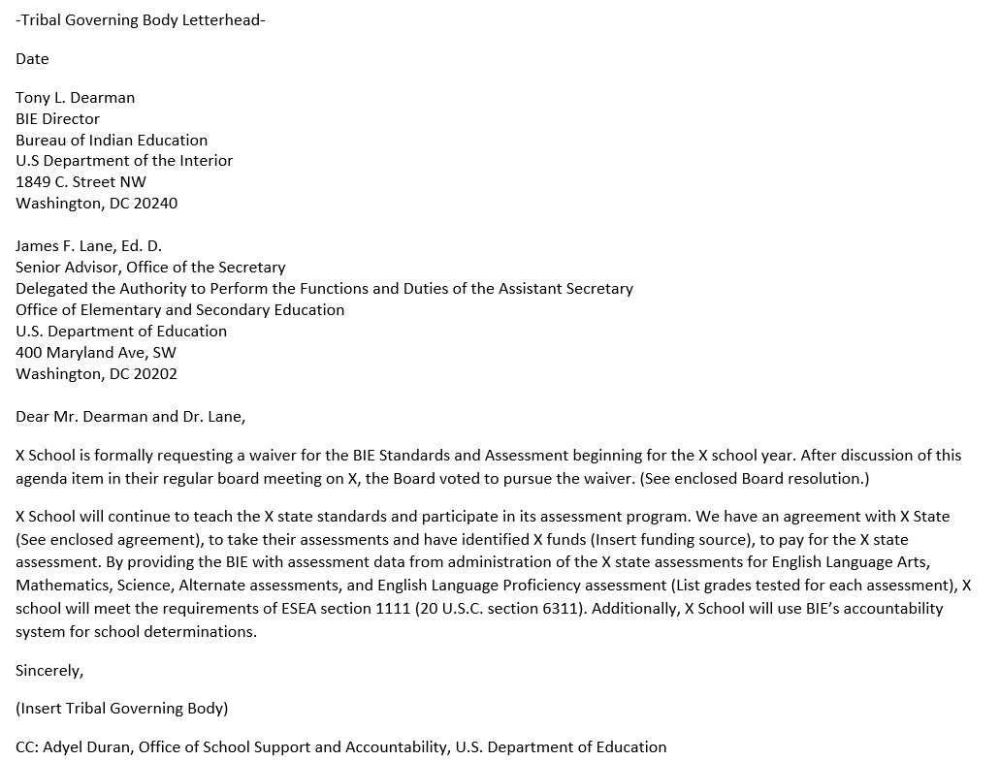 -Tribal Governing Body Letterhead-
Date
Tony L. Dearman
BIE Director
Bureau of Indian Education
U.S Department of the Interior
1849 C. Street NW
Washington, DC 20240
James F. Lane, Ed. D.
Senior Advisor, Office of the Secretary
Delegated the Authority to Perform the Functions and Duties of the Assistant Secretary
Office of Elementary and Secondary Education
U.S. Department of Education
400 Maryland Ave, SW
Washington, DC 20202
Dear Mr. Dearman and Dr. Lane,
X School is formally requesting a waiver for the BIE Standards and Assessment beginning for the X school year. After discussion of this
agenda item in their regular board meeting on X, the Board voted to pursue the waiver. (See enclosed Board resolution.)
X School will continue to teach the X state standards and participate in its assessment program. We have an agreement with X State
(See enclosed agreement), to take their assessments and have identified X funds (Insert funding source), to pay for the X state
assessment. By providing the BIE with assessment data from administration of the X state assessments for English Language Arts,
Mathematics, Science, Alternate assessments, and English Language Proficiency assessment (List grades tested for each assessment), X
school will meet the requirements of ESEA section 1111 (20 U.S.C. section 6311). Additionally, X School will use BIE’s accountability
system for school determinations.
Sincerely,
(Insert Tribal Governing Body)
CC: Adyel Duran, Office of School Support and Accountability, U.S. Department of Education